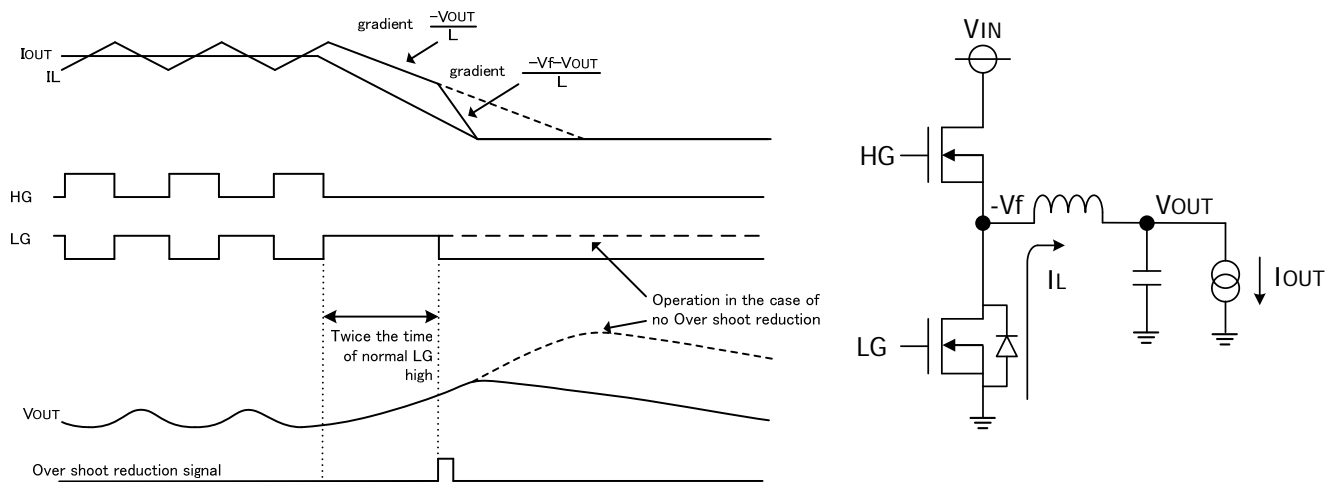 gradient
-VOUT
L
IOUT
IL
gradient
-Vf-VOUT
L
HG
LG
Operation in the case of
no Over shoot reduction
Twice the time
of normal LG
high
VOUT
Over shoot reduction signal
VIN
HG
-Vf
VOUT
IL
IOUT
LG